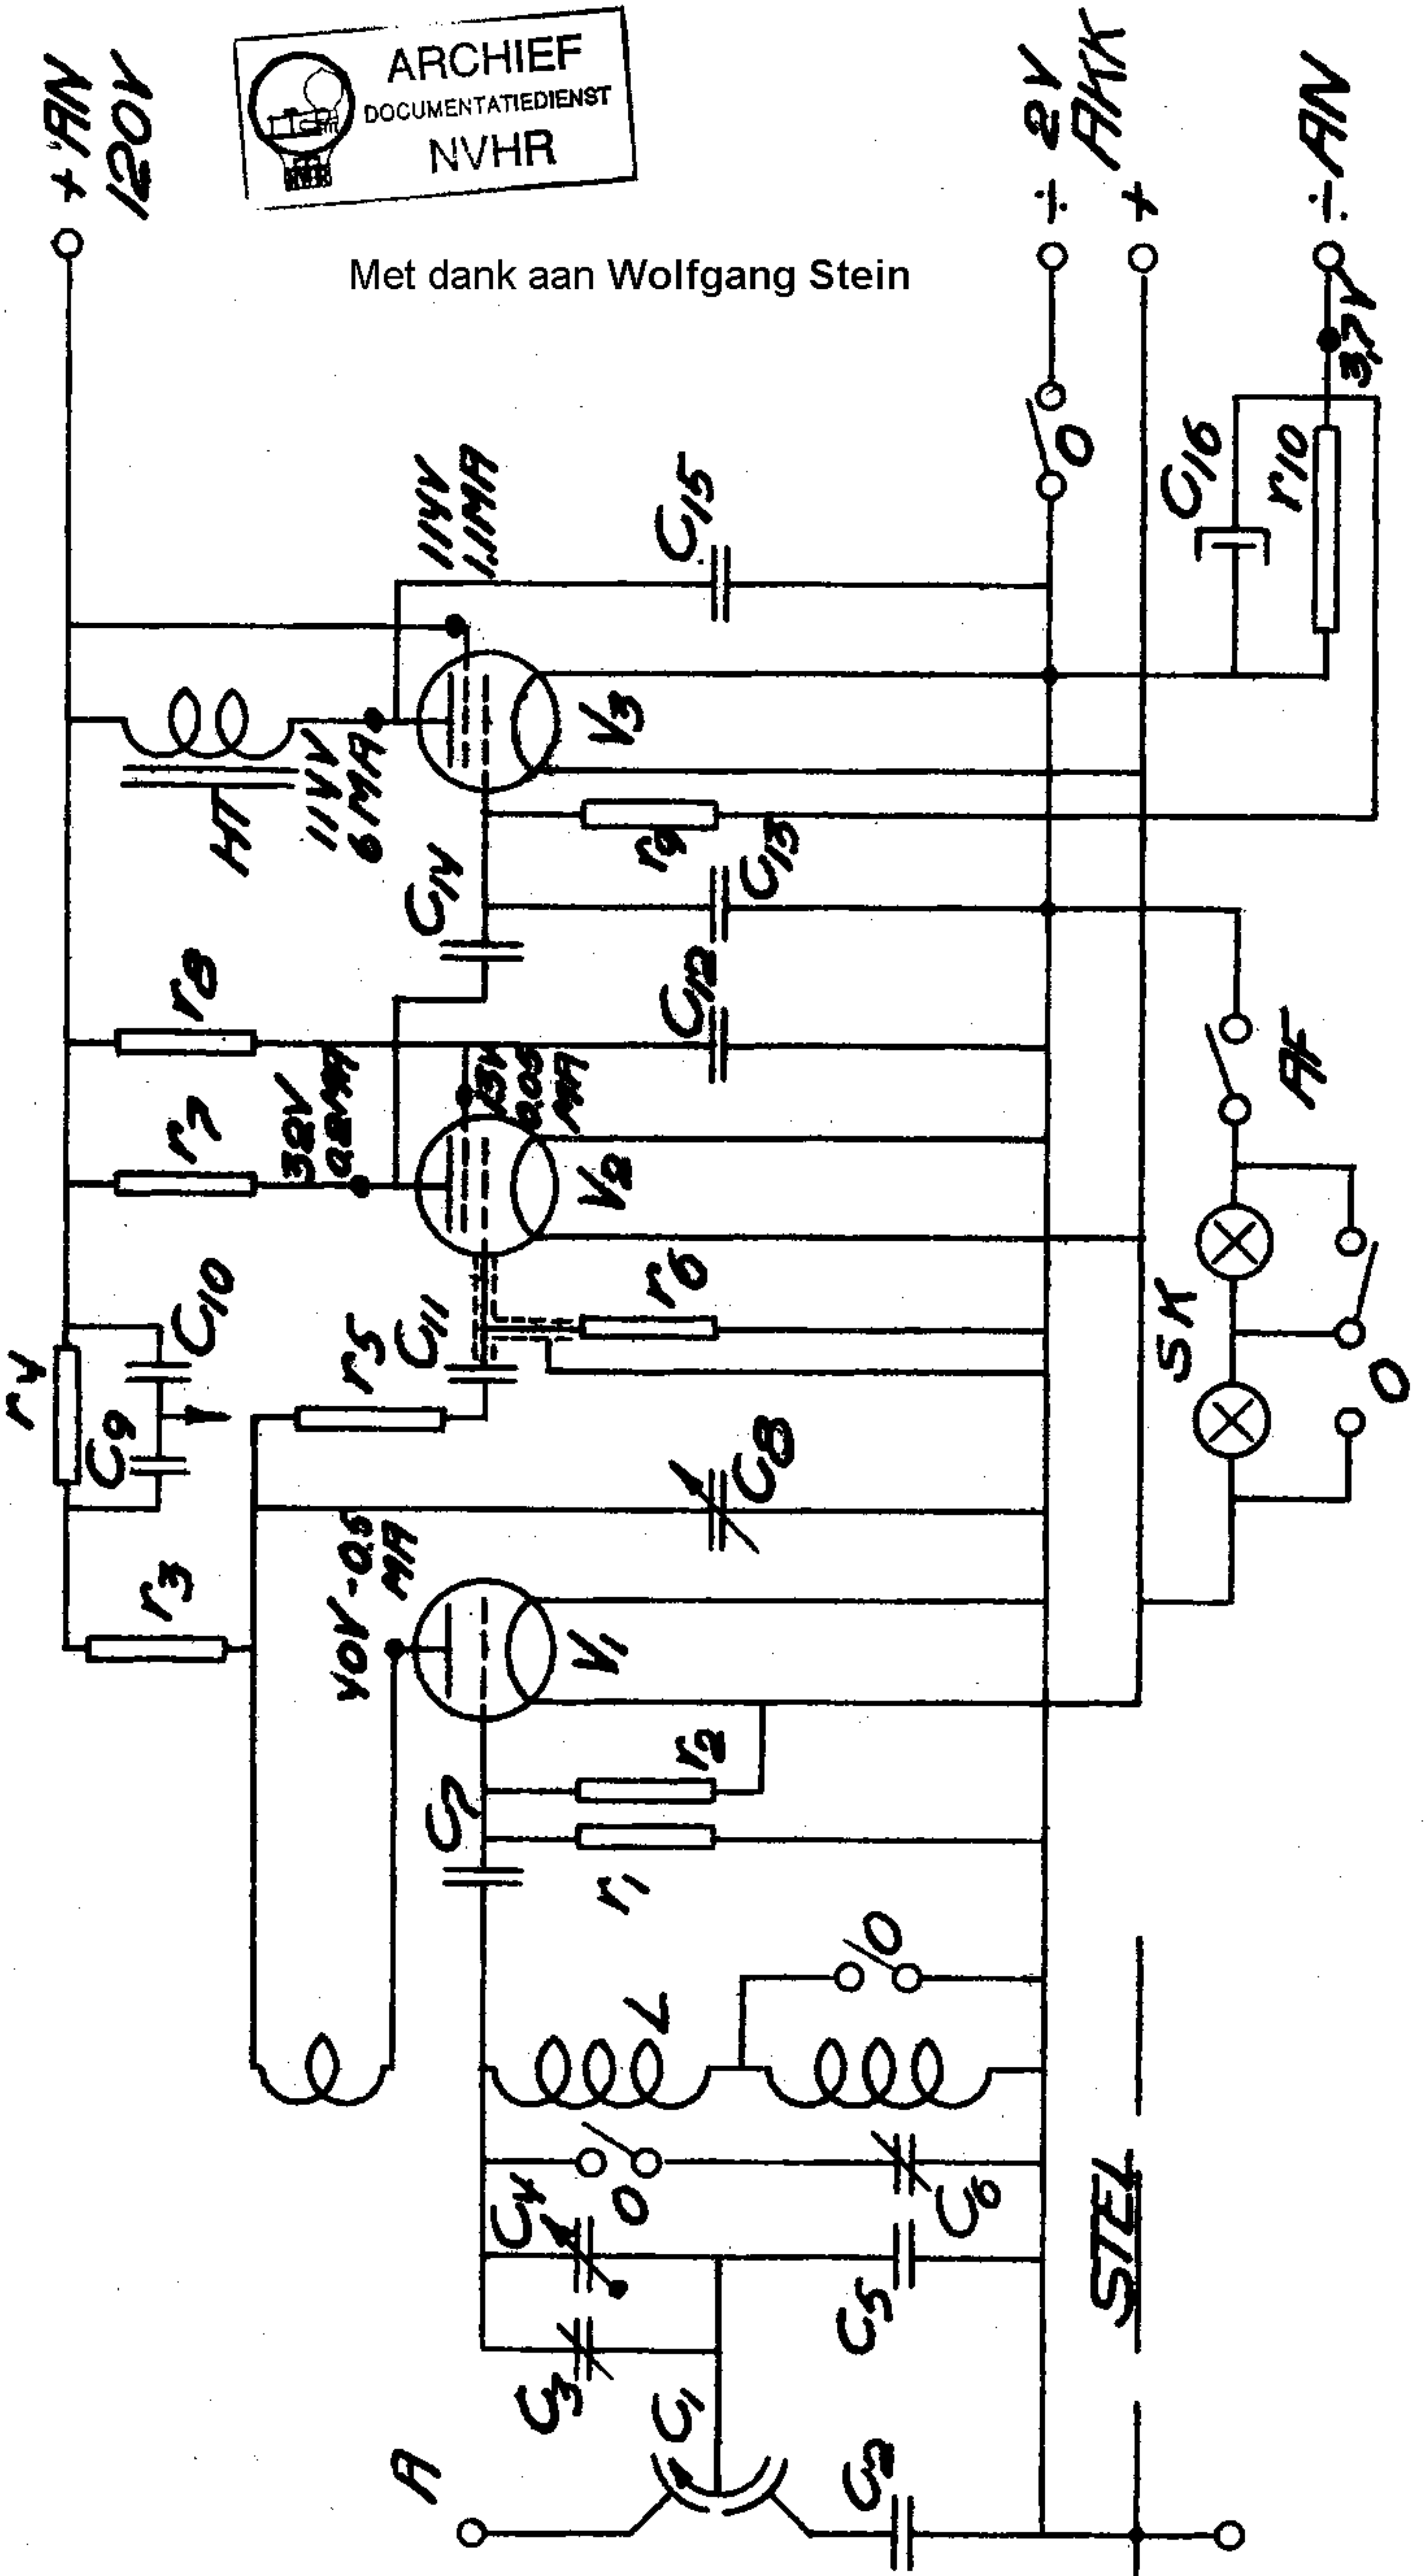 ARCHIEF
DOCUMENTATIEDIENST
NVHR
Met dank aan Wolfgang Stein
+ AN
120V
÷ 2V
AKK
+
÷ AN
3,7V
r4
C9
C10
r3
r5
C11
r7
r8
HT
C14
114V
6 MA
114V
1.1MA
C15
32V
0.2MA
13V
0.05
MA
40V-0.5
MA
V1
V2
V3
r6
C8
C12
C13
r9
C16
r10
O
C7
r1
r2
L
O
C4
C3
O
C6
C5
C1
C2
A
STEL
SK
AF
O